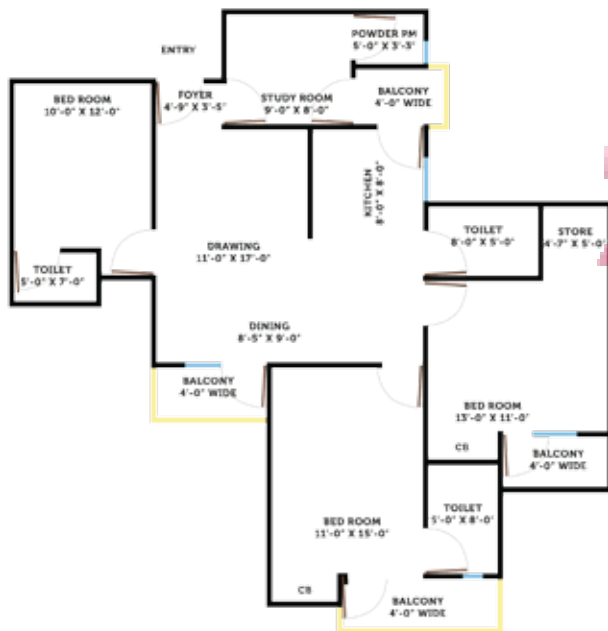 POWDER PM
5'-0" X 3'-3"
ENTRY
BED ROOM
10'-0" X 12'-0"
FOYER
4'-9" X 3'-5"
STUDY ROOM
9'-0" X 8'-0"
BALCONY
4'-0" WIDE
KITCHEN
8'-0" X 8'-0"
DRAWING
11'-0" X 17'-0"
TOILET
8'-0" X 5'-0"
STORE
4'-7" X 5'-0"
TOILET
5'-0" X 7'-0"
DINING
8'-5" X 9'-0"
BALCONY
4'-0" WIDE
BED ROOM
13'-0" X 11'-0"
CB
BALCONY
4'-0" WIDE
TOILET
5'-0" X 8'-0"
BED ROOM
11'-0" X 15'-0"
CB
BALCONY
4'-0" WIDE